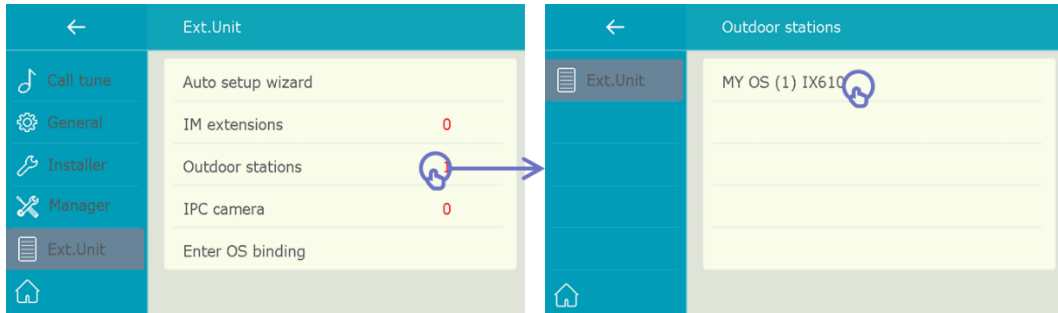 Ext.Unit
Call tune
General
Installer
Manager
Ext.Unit
Auto setup wizard
IM extensions 0
Outdoor stations 1
IPC camera 0
Enter OS binding
Outdoor stations
Ext.Unit
MY OS (1) IX610